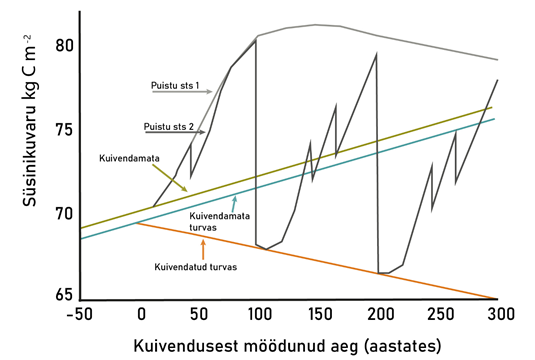 Süsinikuvaru kg C m⁻²
80
75
70
65
Puistu sts 1
Puistu sts 2
Kuivendamata
Kuivendamata
turvas
Kuivendatud turvas
-50
0
50
100
150
200
250
300
Kuivendusest möödunud aeg (aastates)